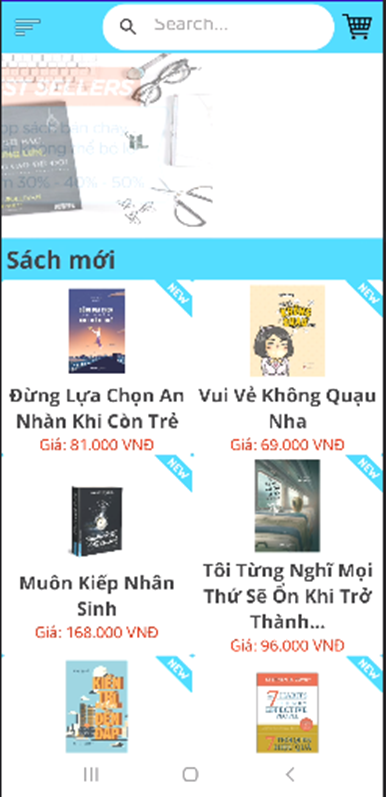 Search...
ST SELLERS
op sách bán chạy
30% - 40% - 50%
Sách mới
NEW
NEW
Đừng Lựa Chọn An
Nhàn Khi Còn Trẻ
Giá: 81.000 VNĐ
Vui Vẻ Không Quạu
Nha
Giá: 69.000 VNĐ
NEW
NEW
Muôn Kiếp Nhân
Sinh
Giá: 168.000 VNĐ
Tôi Từng Nghĩ Mọi
Thứ Sẽ Ổn Khi Trở
Thành...
Giá: 96.000 VNĐ
NEW
NEW
KIÊN